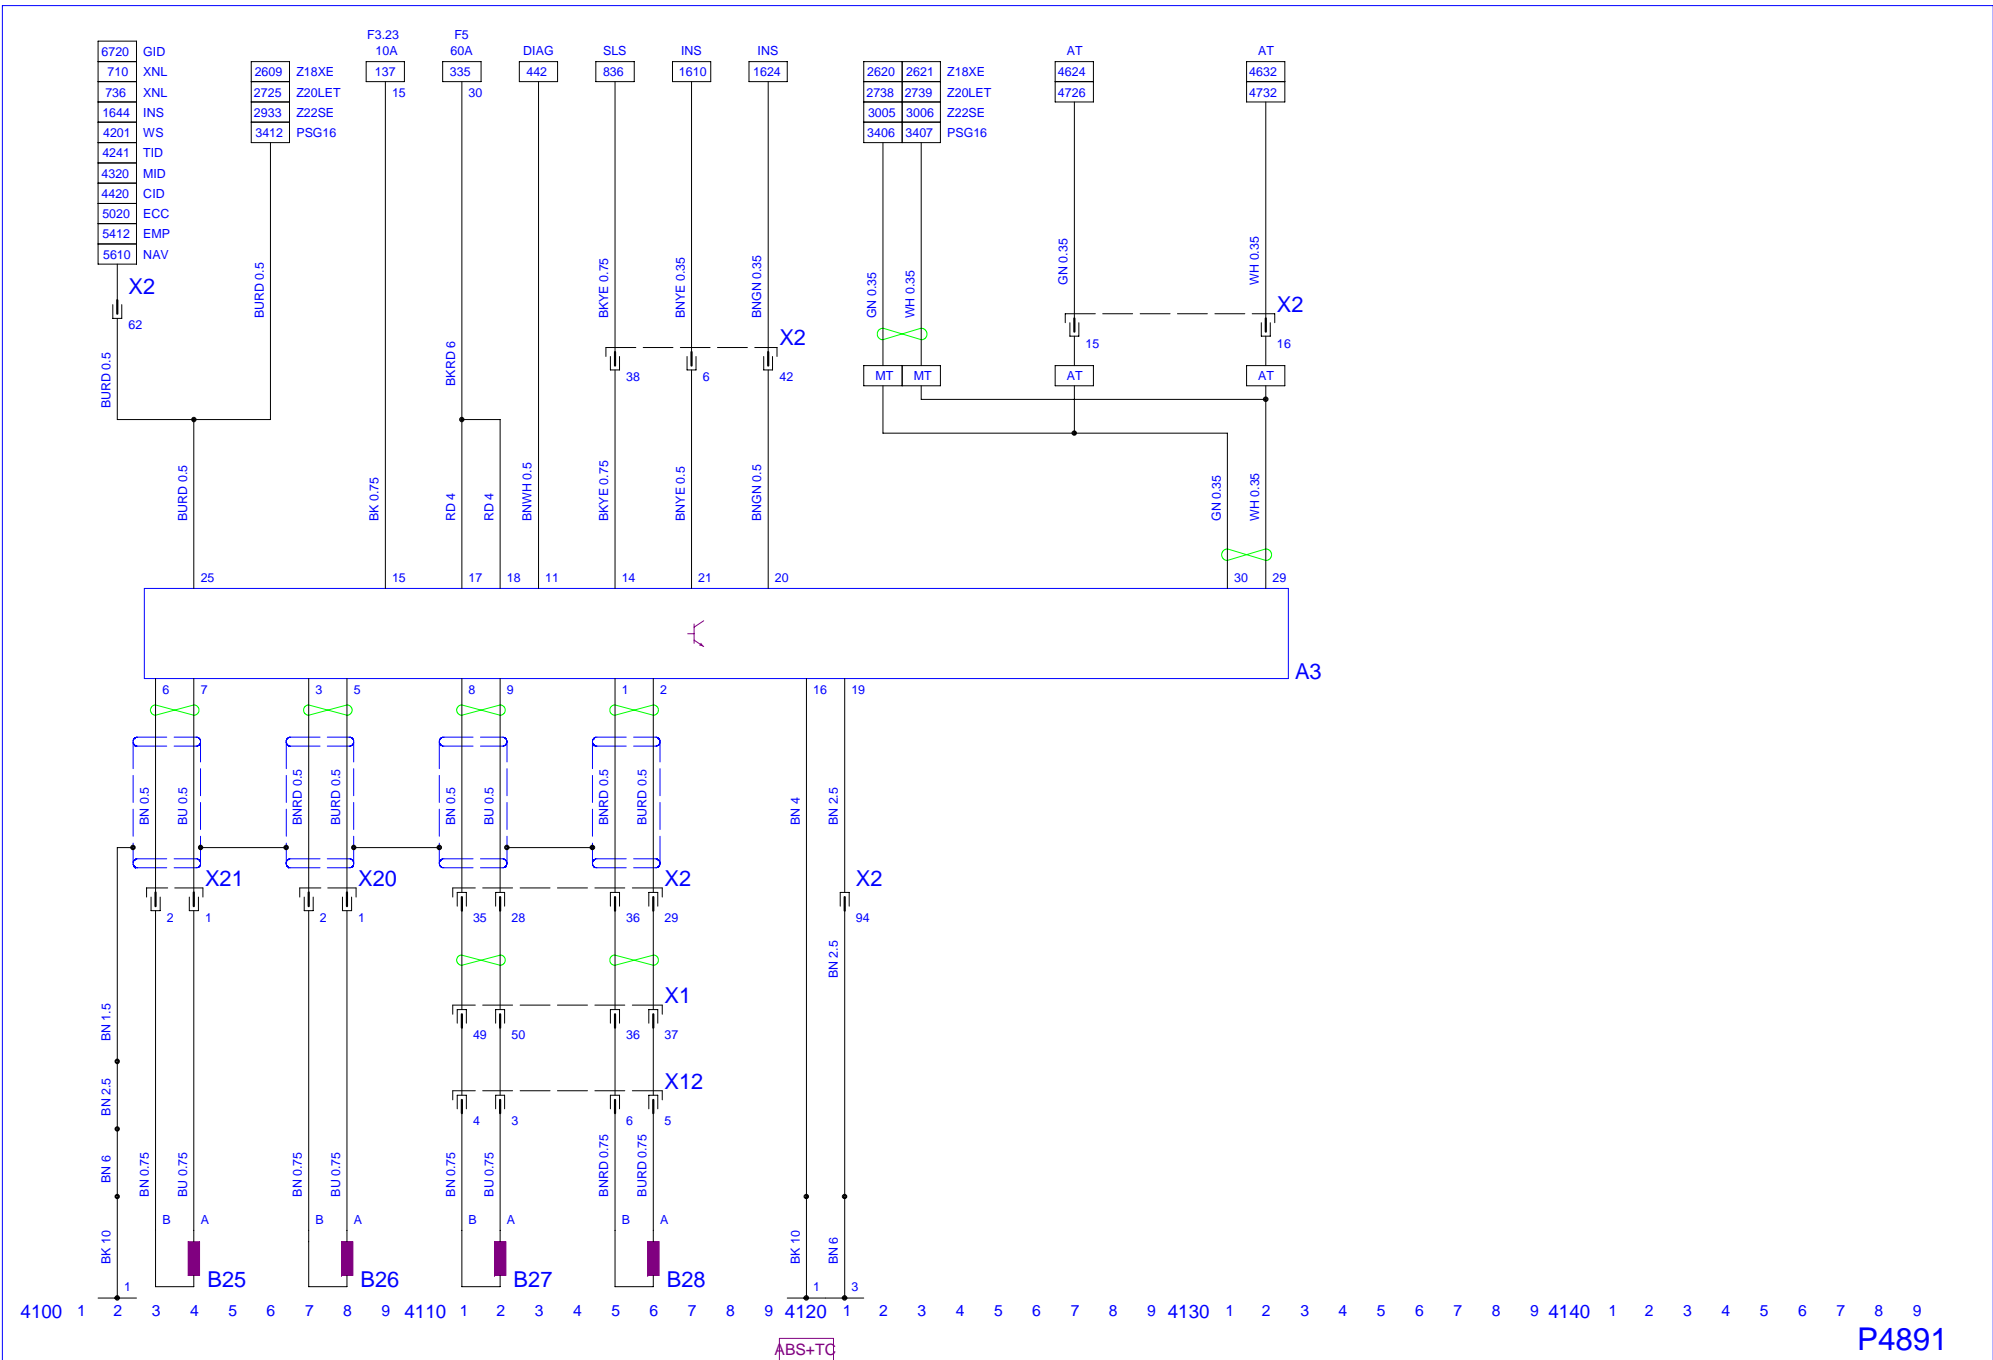 F3.23 F5
6720 GID 10A 60A DIAG SLS INS INS AT AT
710 XNL 2609 Z18XE 137 335 442 836 1610 1624 2620 2621 Z18XE 4624 4632
736 XNL 2725 Z20LET 15 30 2738 2739 Z20LET 4726 4732
1644 INS 2933 Z22SE 3005 3006 Z22SE
4201 WS 3412 PSG16 3406 3407 PSG16
4241 TID
4320 MID
4420 CID
5020 ECC
5412 EMP
5610 NAV
BURD 0.5 BKYE 0.75 BNYE 0.35 BNGN 0.35 GN 0.35 WH 0.35 GN 0.35 WH 0.35
X2 X2
62 X2 15 16
BURD 0.5 BKRD 6 38 6 42 MT MT AT AT
BURD 0.5 BK 0.75 RD 4 RD 4 BNWH 0.5 BKYE 0.75 BNYE 0.5 BNGN 0.5 GN 0.35 WH 0.35
25 15 17 18 11 14 21 20 30 29
A3
6 7 3 5 8 9 1 2 16 19
BN 0.5 BU 0.5 BNRD 0.5 BURD 0.5 BN 0.5 BU 0.5 BNRD 0.5 BURD 0.5 BN 4 BN 2.5
X21 X20 X2 X2
2 1 2 1 35 28 36 29 94
BN 2.5
BN 1.5 X1
49 50 36 37
BN 2.5 X12
4 3 6 5
BN 6 BN 0.75 BU 0.75 BN 0.75 BU 0.75 BN 0.75 BU 0.75 BNRD 0.75 BURD 0.75
B A B A B A B A
BK 10 BK 10 BN 6
1 B25 B26 B27 B28 1 3
4100 1 2 3 4 5 6 7 8 9 4110 1 2 3 4 5 6 7 8 9 4120 1 2 3 4 5 6 7 8 9 4130 1 2 3 4 5 6 7 8 9 4140 1 2 3 4 5 6 7 8 9
ABS+TC P4891